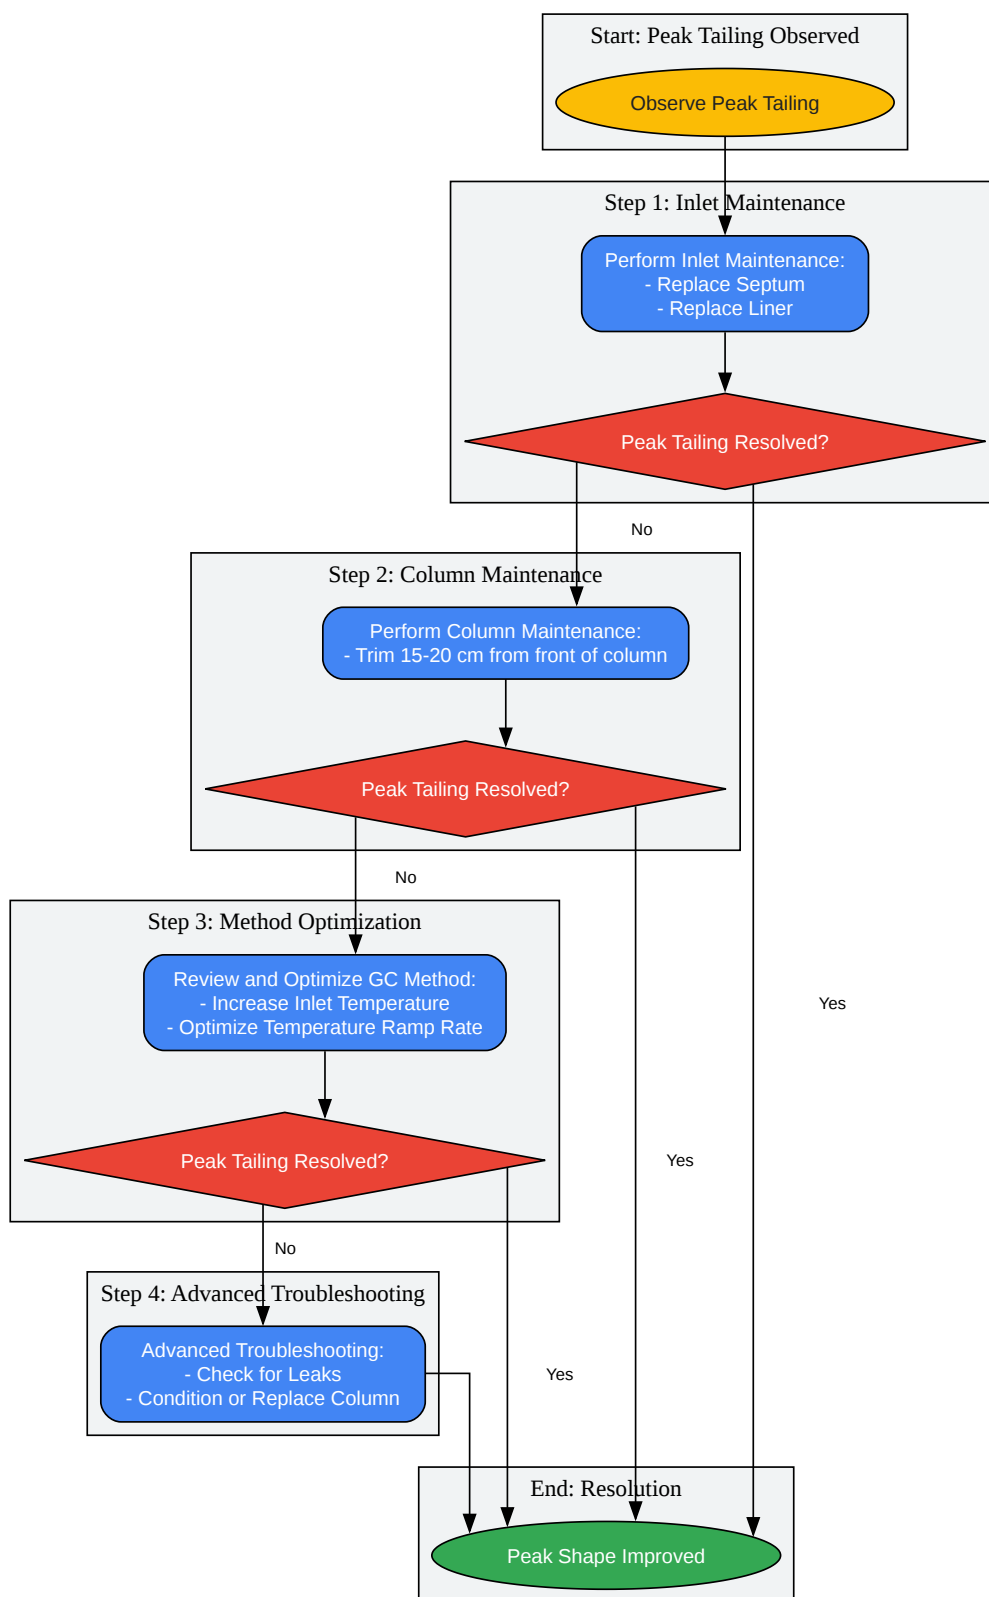 Start: Peak Tailing Observed
Observe Peak Tailing
Step 1: Inlet Maintenance
Perform Inlet Maintenance:
- Replace Septum
- Replace Liner
Peak Tailing Resolved?
No
Step 2: Column Maintenance
Perform Column Maintenance:
- Trim 15-20 cm from front of column
Peak Tailing Resolved?
No
Step 3: Method Optimization
Review and Optimize GC Method:
- Increase Inlet Temperature
- Optimize Temperature Ramp Rate
Yes
Peak Tailing Resolved?
Yes
No
Step 4: Advanced Troubleshooting
Advanced Troubleshooting:
- Check for Leaks
- Condition or Replace Column
Yes
End: Resolution
Peak Shape Improved